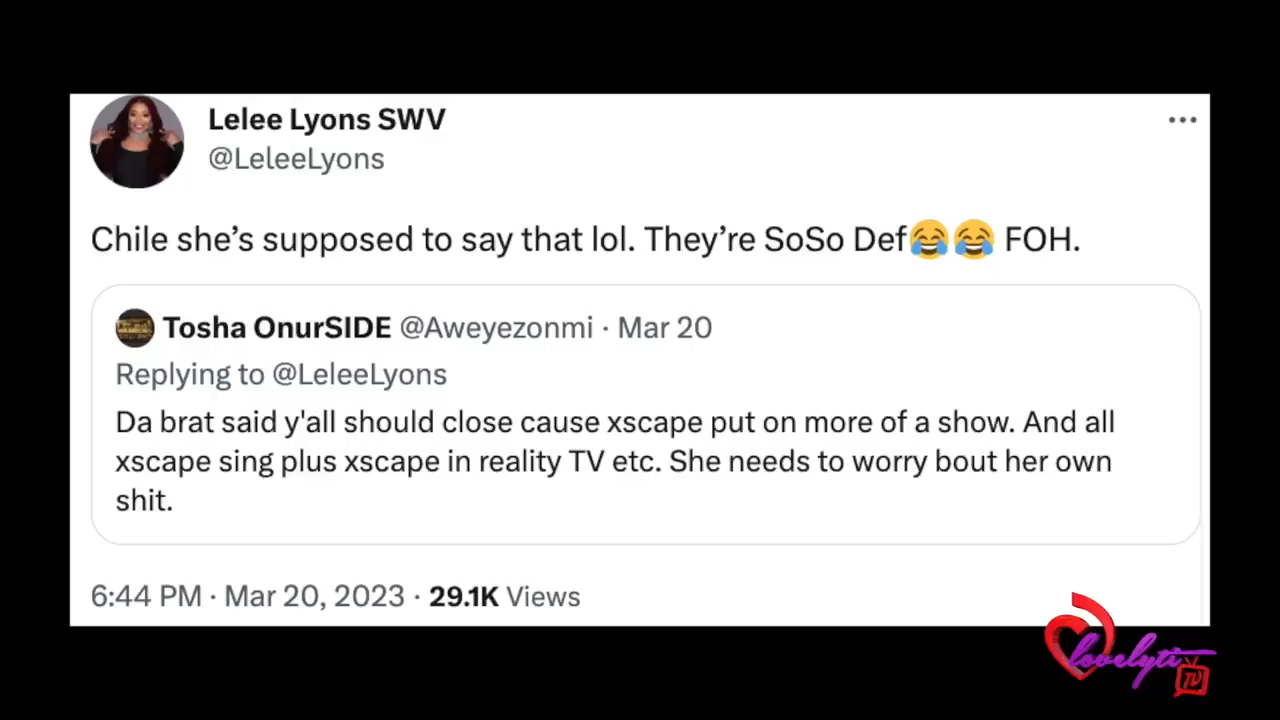 Lelee Lyons SWV
@LeleeLyons
Chile she's supposed to say that lol. They're SoSo Def😂😂 FOH.
Tosha OnurSIDE @Aweyezonmi · Mar 20
Replying to @LeleeLyons
Da brat said y'all should close cause xscape put on more of a show. And all
xscape sing plus xscape in reality TV etc. She needs to worry bout her own
shit.
6:44 PM · Mar 20, 2023 · 29.1K Views
lovelyti
TV